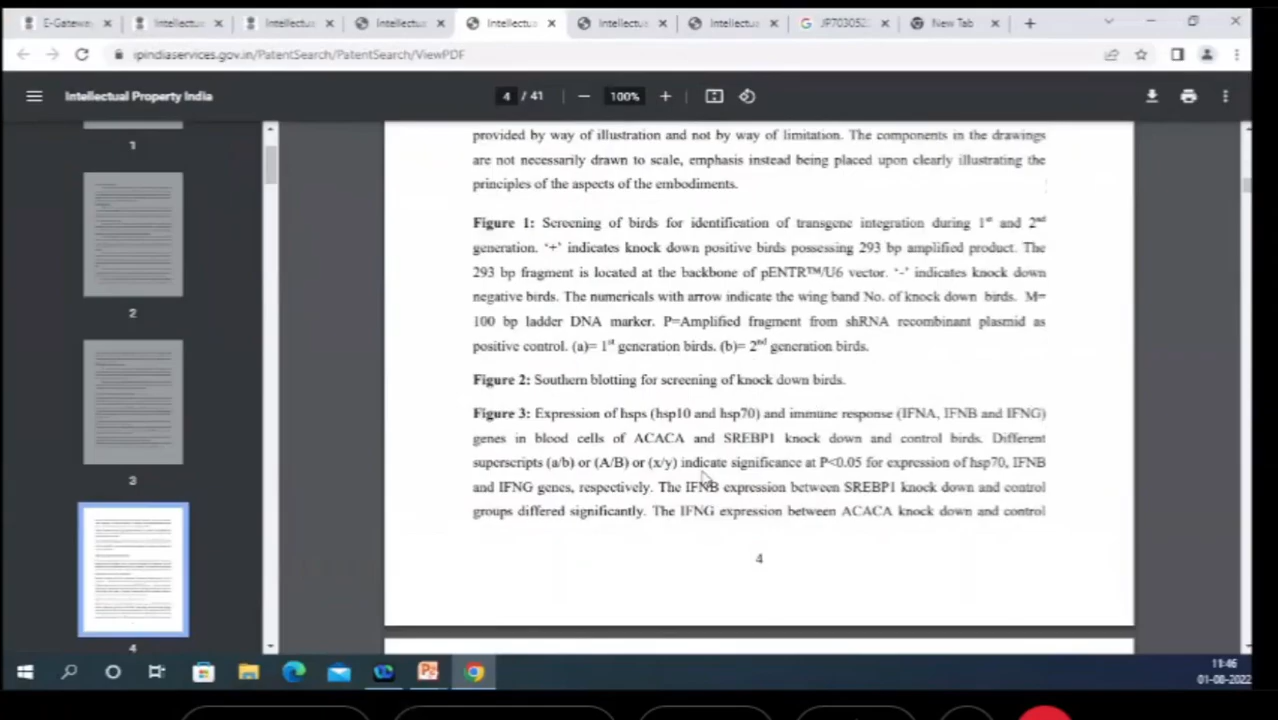 E-Gatew
Intellectu
Intellectu
Intellectu
Intellectu
Intellectu
Intellectu
JP703052
New Tab
ipindiaservices.gov.in/PatentSearch/PatentSearch/ViewPDF
Intellectual Property India
4 / 41
100%
1
2
3
4
provided by way of illustration and not by way of limitation. The components in the drawings
are not necessarily drawn to scale, emphasis instead being placed upon clearly illustrating the
principles of the aspects of the embodiments.
Figure 1: Screening of birds for identification of transgene integration during 1st and 2nd
generation. ‘+’ indicates knock down positive birds possessing 293 bp amplified product. The
293 bp fragment is located at the backbone of pENTR™/U6 vector. ‘-’ indicates knock down
negative birds. The numericals with arrow indicate the wing band No. of knock down birds. M=
100 bp ladder DNA marker. P=Amplified fragment from shRNA recombinant plasmid as
positive control. (a)= 1st generation birds. (b)= 2nd generation birds.
Figure 2: Southern blotting for screening of knock down birds.
Figure 3: Expression of hsps (hsp10 and hsp70) and immune response (IFNA, IFNB and IFNG)
genes in blood cells of ACACA and SREBP1 knock down and control birds. Different
superscripts (a/b) or (A/B) or (x/y) indicate significance at P<0.05 for expression of hsp70, IFNB
and IFNG genes, respectively. The IFNB expression between SREBP1 knock down and control
groups differed significantly. The IFNG expression between ACACA knock down and control
4
11:46
01-08-2022